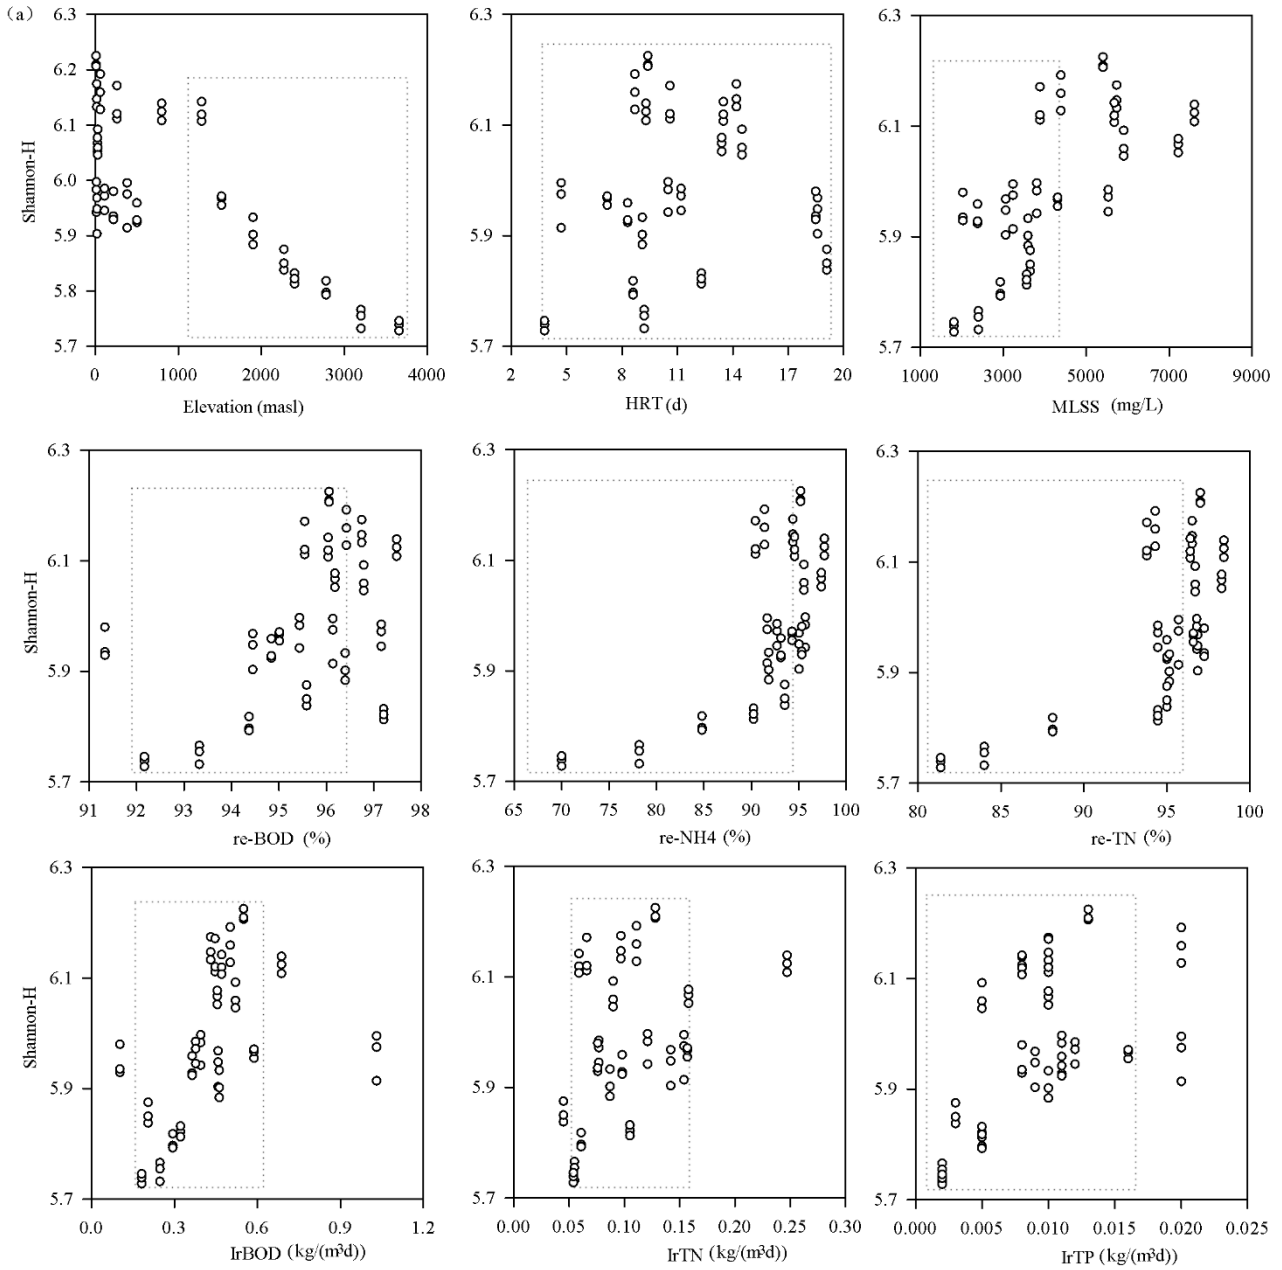 (a)
6.3
6.2
6.1
6.0
5.9
5.8
5.7
Shannon-H
0 1000 2000 3000 4000
Elevation (masl)
6.3
6.1
5.9
5.7
2 5 8 11 14 17 20
HRT (d)
6.3
6.1
5.9
5.7
1000 3000 5000 7000 9000
MLSS (mg/L)
6.3
6.1
5.9
5.7
Shannon-H
91 92 93 94 95 96 97 98
re-BOD (%)
6.3
6.1
5.9
5.7
65 70 75 80 85 90 95 100
re-NH4 (%)
6.3
6.1
5.9
5.7
80 85 90 95 100
re-TN (%)
6.3
6.1
5.9
5.7
Shannon-H
0.0 0.3 0.6 0.9 1.2
IrBOD (kg/(m³d))
6.3
6.1
5.9
5.7
0.00 0.05 0.10 0.15 0.20 0.25 0.30
IrTN (kg/(m³d))
6.3
6.1
5.9
5.7
0.000 0.005 0.010 0.015 0.020 0.025
IrTP (kg/(m³d))